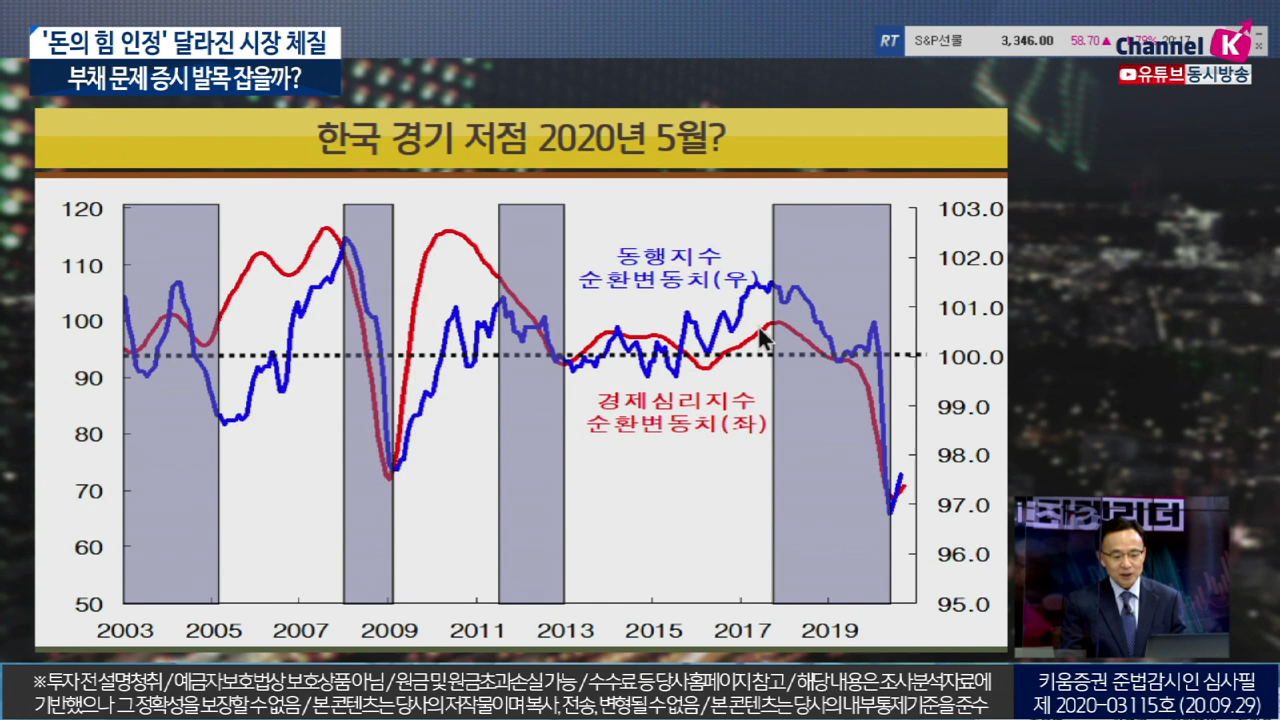 '돈의 힘 인정' 달라진 시장 체질
부채 문제 증시 발목 잡을까?
RT S&P선물 3,346.00 58.70▲ 1.79% 20:17
Channel K
유튜브 동시방송
한국 경기 저점 2020년 5월?
120 103.0
110 102.0
100 101.0
90 100.0
80 99.0
70 98.0
60 97.0
50 96.0
95.0
동행지수
순환변동치(우)
경제심리지수
순환변동치(좌)
2003 2005 2007 2009 2011 2013 2015 2017 2019
※투자 전 설명청취 / 예금자보호법상 보호상품 아님 / 원금 및 원금초과손실 가능 / 수수료 등 당사홈페이지 참고 / 해당 내용은 조사분석자료에
기반했으나 그 정확성을 보장할 수 없음 / 본 콘텐츠는 당사의 저작물이며 복사, 전송, 변형될 수 없음 / 본 콘텐츠는 당사의 내부통제기준을 준수
키움증권 준법감시인 심사필
제 2020-03115호 (20.09.29)